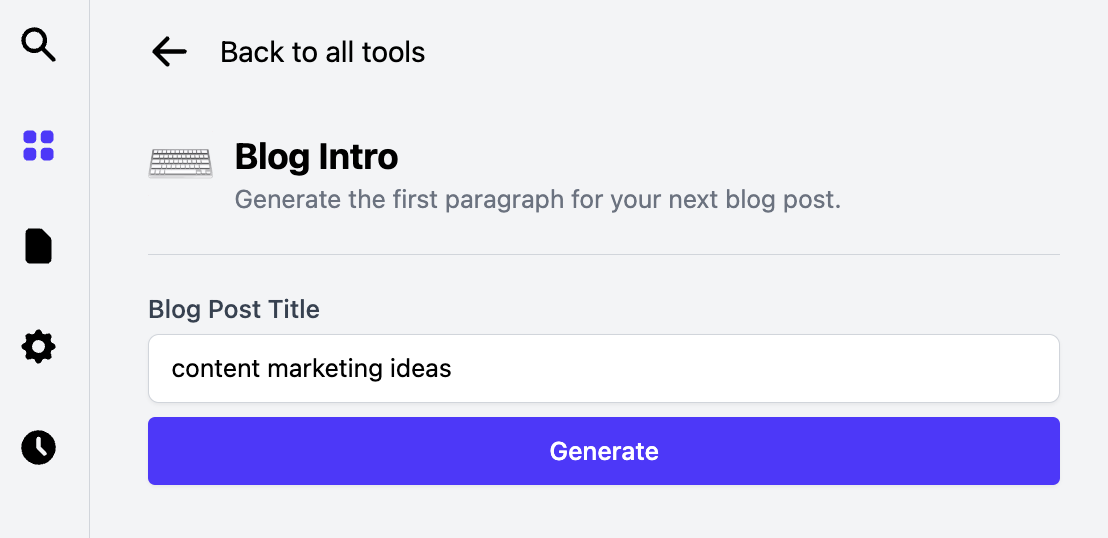 Back to all tools
Blog Intro
Generate the first paragraph for your next blog post.
Blog Post Title
content marketing ideas
Generate